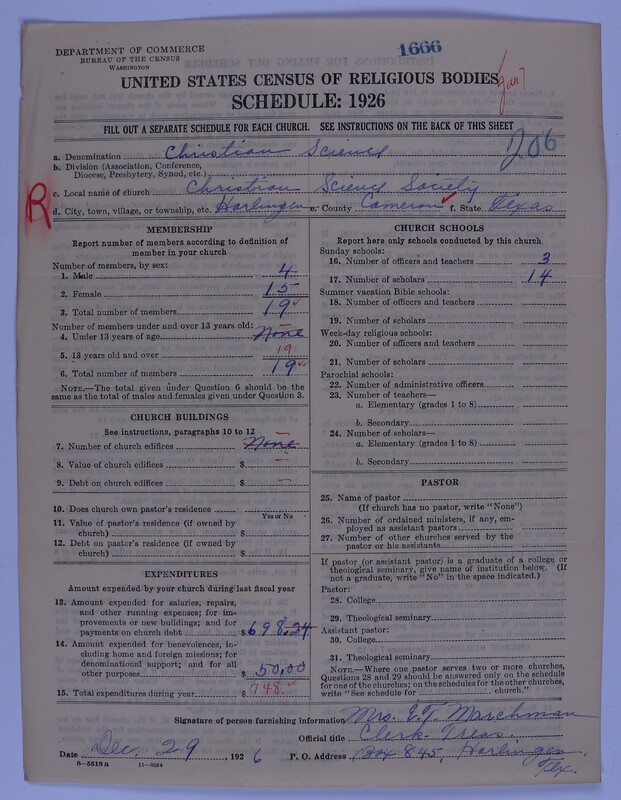 DEPARTMENT OF COMMERCE
BUREAU OF THE CENSUS
WASHINGTON
1666
UNITED STATES CENSUS OF RELIGIOUS BODIES
Jan 7
SCHEDULE: 1926
FILL OUT A SEPARATE SCHEDULE FOR EACH CHURCH. SEE INSTRUCTIONS ON THE BACK OF THIS SHEET
206
a. Denomination Christian Science
b. Division (Association, Conference,
Diocese, Presbytery, Synod, etc.)
c. Local name of church Christian Science Society
R
d. City, town, village, or township, etc. Harlingen e. County Cameron f. State Texas
MEMBERSHIP
Report number of members according to definition of
member in your church
Number of members, by sex:
1. Male 4
2. Female 15
3. Total number of members 19
Number of members under and over 13 years old:
4. Under 13 years of age None
5. 13 years old and over 19
6. Total number of members 19
NOTE.—The total given under Question 6 should be the
same as the total of males and females given under Question 3.
CHURCH BUILDINGS
See instructions, paragraphs 10 to 12
7. Number of church edifices None
8. Value of church edifices $
9. Debt on church edifices $
10. Does church own pastor's residence
Yes or No
11. Value of pastor's residence (if owned by
church) $
12. Debt on pastor's residence (if owned by
church) $
EXPENDITURES
Amount expended by your church during last fiscal year
13. Amount expended for salaries, repairs,
and other running expenses; for im-
provements or new buildings; and for
payments on church debt $698.24
14. Amount expended for benevolences, in-
cluding home and foreign missions; for
denominational support; and for all
other purposes $50.00
15. Total expenditures during year $748.
CHURCH SCHOOLS
Report here only schools conducted by this church
Sunday schools:
16. Number of officers and teachers 3
17. Number of scholars 14
Summer vacation Bible schools:
18. Number of officers and teachers
19. Number of scholars
Week-day religious schools:
20. Number of officers and teachers
21. Number of scholars
Parochial schools:
22. Number of administrative officers
23. Number of teachers—
a. Elementary (grades 1 to 8)
b. Secondary
24. Number of scholars—
a. Elementary (grades 1 to 8)
b. Secondary
PASTOR
25. Name of pastor
(If church has no pastor, write "None")
26. Number of ordained ministers, if any, em-
ployed as assistant pastors
27. Number of other churches served by the
pastor or his assistants
If pastor (or assistant pastor) is a graduate of a college or
theological seminary, give name of institution below. (If
not a graduate, write "No" in the space indicated.)
Pastor:
28. College
29. Theological seminary
Assistant pastor:
30. College
31. Theological seminary
NOTE.—Where one pastor serves two or more churches,
Questions 28 and 29 should be answered only on the schedule
for one of the churches; on the schedules for the other churches,
write "See schedule for church."
Signature of person furnishing information Mrs. E.T. Marchman
Official title Clerk-Treas.
Date Dec. 29, 1926 P. O. Address Box 845, Harlingen,
Tex.
8—5318a 11—9264